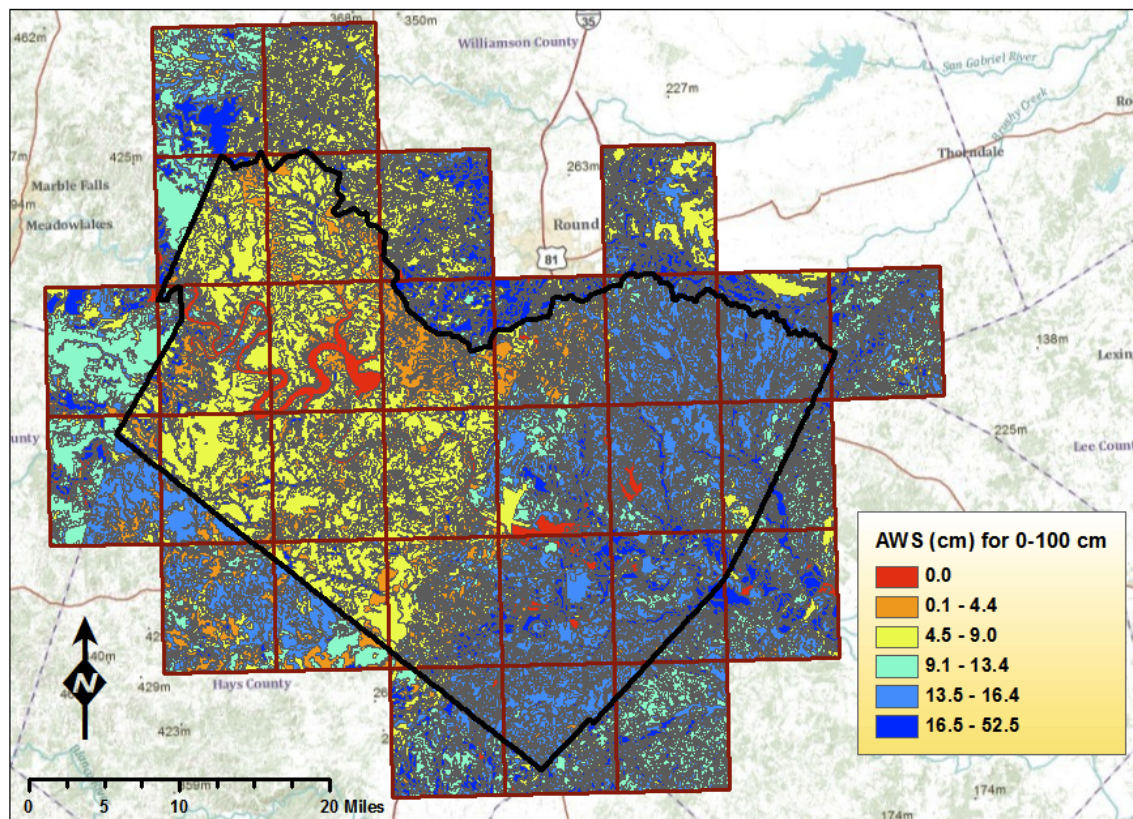 462m
368m
350m
35
Williamson County
San Gabriel River
227m
Brushy Creek
Thorndale
425m
263m
Marble Falls
Meadowlakes
Round
81
138m
County
225m
Lee County
AWS (cm) for 0-100 cm
0.0
0.1 - 4.4
4.5 - 9.0
9.1 - 13.4
13.5 - 16.4
16.5 - 52.5
N
429m
Hays County
423m
0 5 10 20 Miles
174m
174m